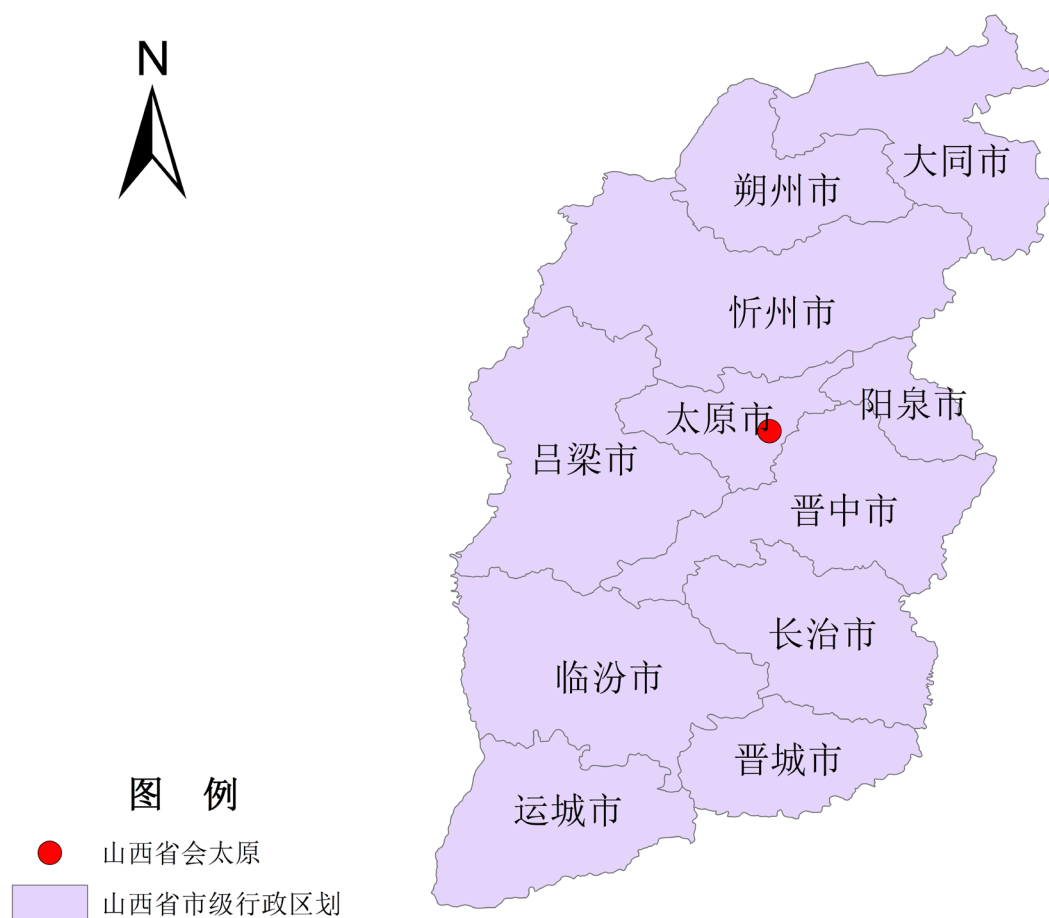 N
大同市
朔州市
忻州市
阳泉市
太原市
吕梁市
晋中市
长治市
临汾市
晋城市
运城市
图 例
山西省会太原
山西省市级行政区划